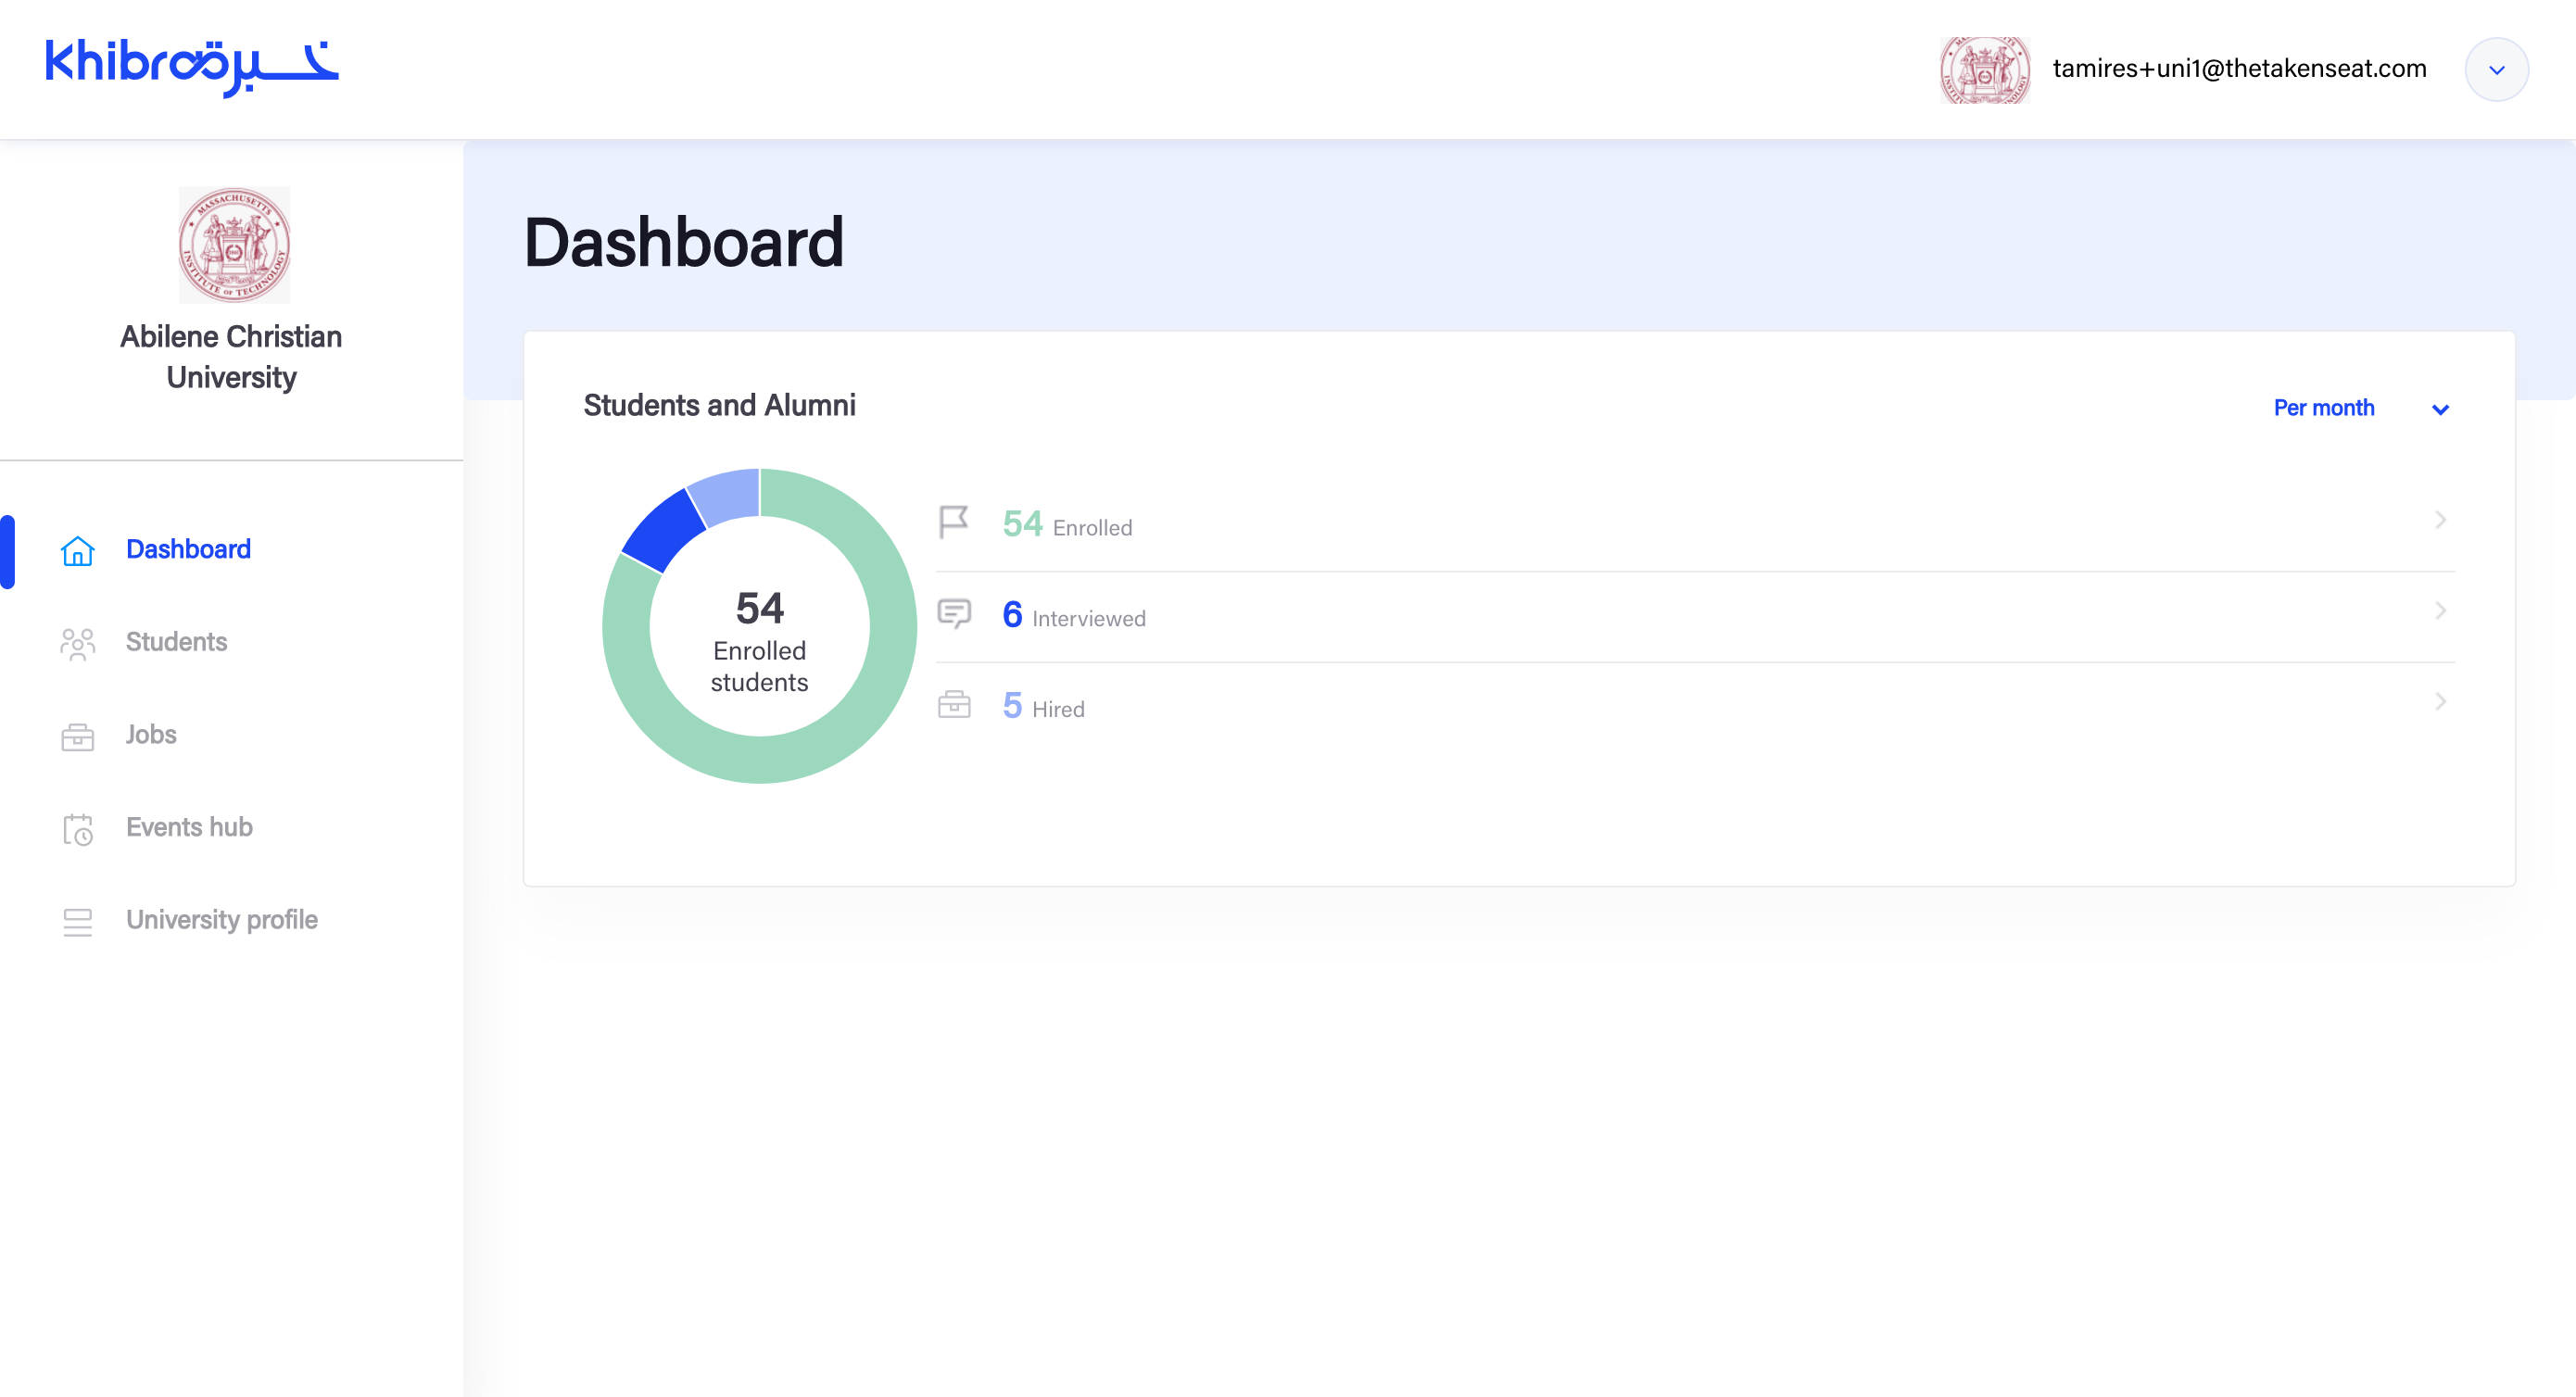 khibra خبرة
tamires+uni1@thetakenseat.com
MASSACHUSETTS
INSTITUTE OF TECHNOLOGY
Abilene Christian
University
Dashboard
Students
Jobs
Events hub
University profile
Dashboard
Students and Alumni
Per month
54
Enrolled
students
54 Enrolled
6 Interviewed
5 Hired